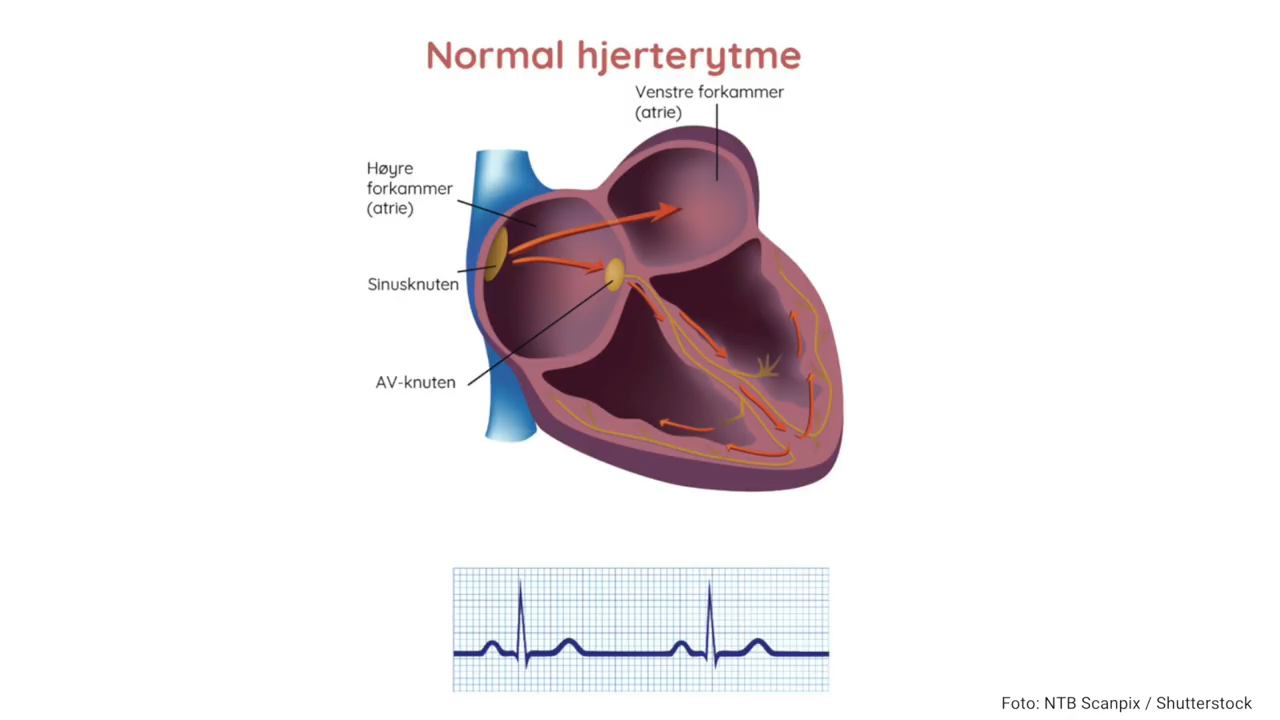 Normal hjerterytme
Venstre forkammer
(atrie)
Høyre
forkammer
(atrie)
Sinusknuten
AV-knuten
Foto: NTB Scanpix / Shutterstock